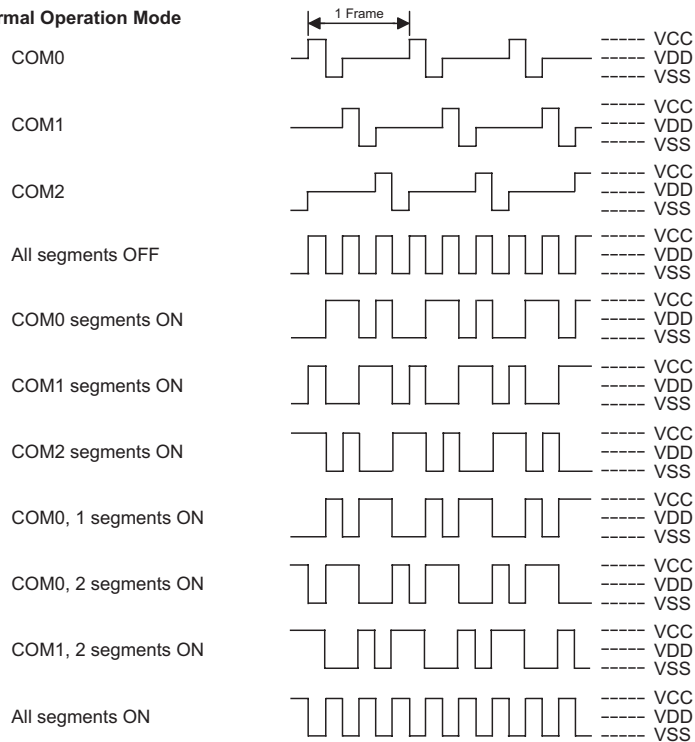 rmal Operation Mode
1 Frame
COM0
VCC
VDD
VSS
COM1
VCC
VDD
VSS
COM2
VCC
VDD
VSS
All segments OFF
VCC
VDD
VSS
COM0 segments ON
VCC
VDD
VSS
COM1 segments ON
VCC
VDD
VSS
COM2 segments ON
VCC
VDD
VSS
COM0, 1 segments ON
VCC
VDD
VSS
COM0, 2 segments ON
VCC
VDD
VSS
COM1, 2 segments ON
VCC
VDD
VSS
All segments ON
VCC
VDD
VSS